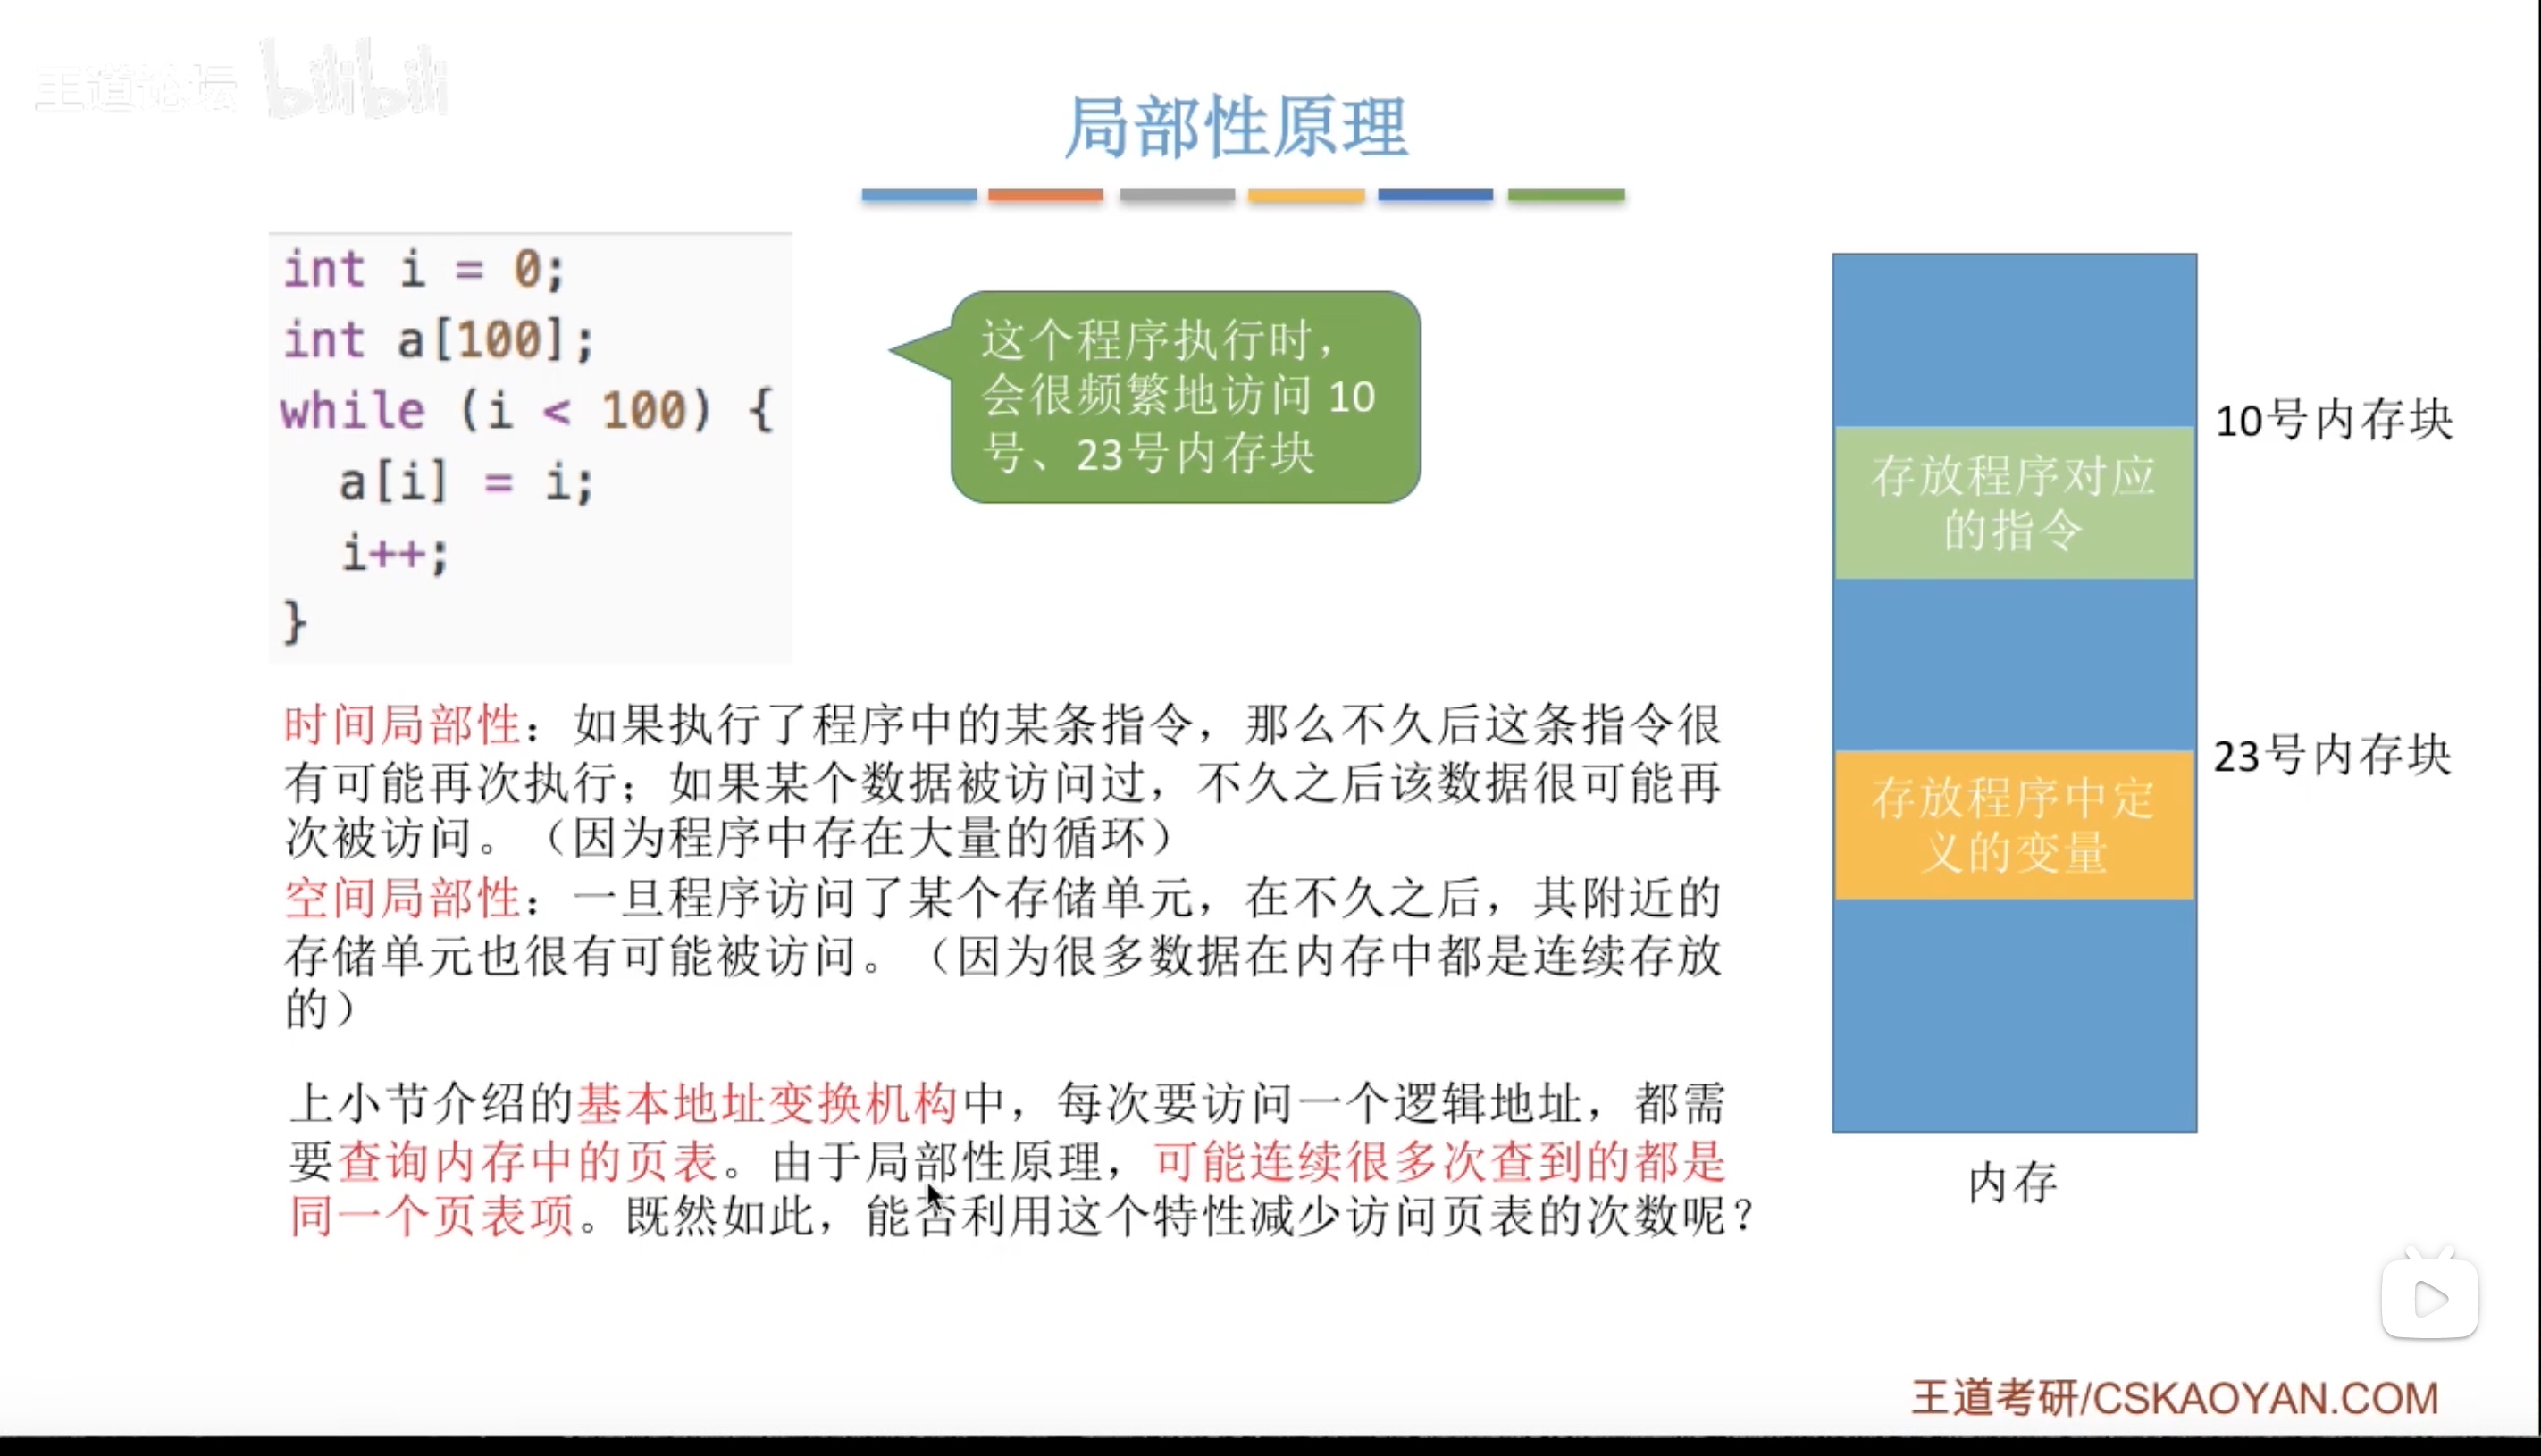 王道论坛 bilibili
局部性原理
int i = 0;
int a[100];
while (i < 100) {
a[i] = i;
i++;
}
这个程序执行时，
会很频繁地访问 10
号、23号内存块
10号内存块
存放程序对应
的指令
23号内存块
存放程序中定
义的变量
内存
时间局部性：如果执行了程序中的某条指令，那么不久后这条指令很
有可能再次执行；如果某个数据被访问过，不久之后该数据很可能再
次被访问。（因为程序中存在大量的循环）
空间局部性：一旦程序访问了某个存储单元，在不久之后，其附近的
存储单元也很有可能被访问。（因为很多数据在内存中都是连续存放
的）
上小节介绍的基本地址变换机构中，每次要访问一个逻辑地址，都需
要查询内存中的页表。由于局部性原理，可能连续很多次查到的都是
同一个页表项。既然如此，能否利用这个特性减少访问页表的次数呢？
王道考研/CSKAOYAN.COM